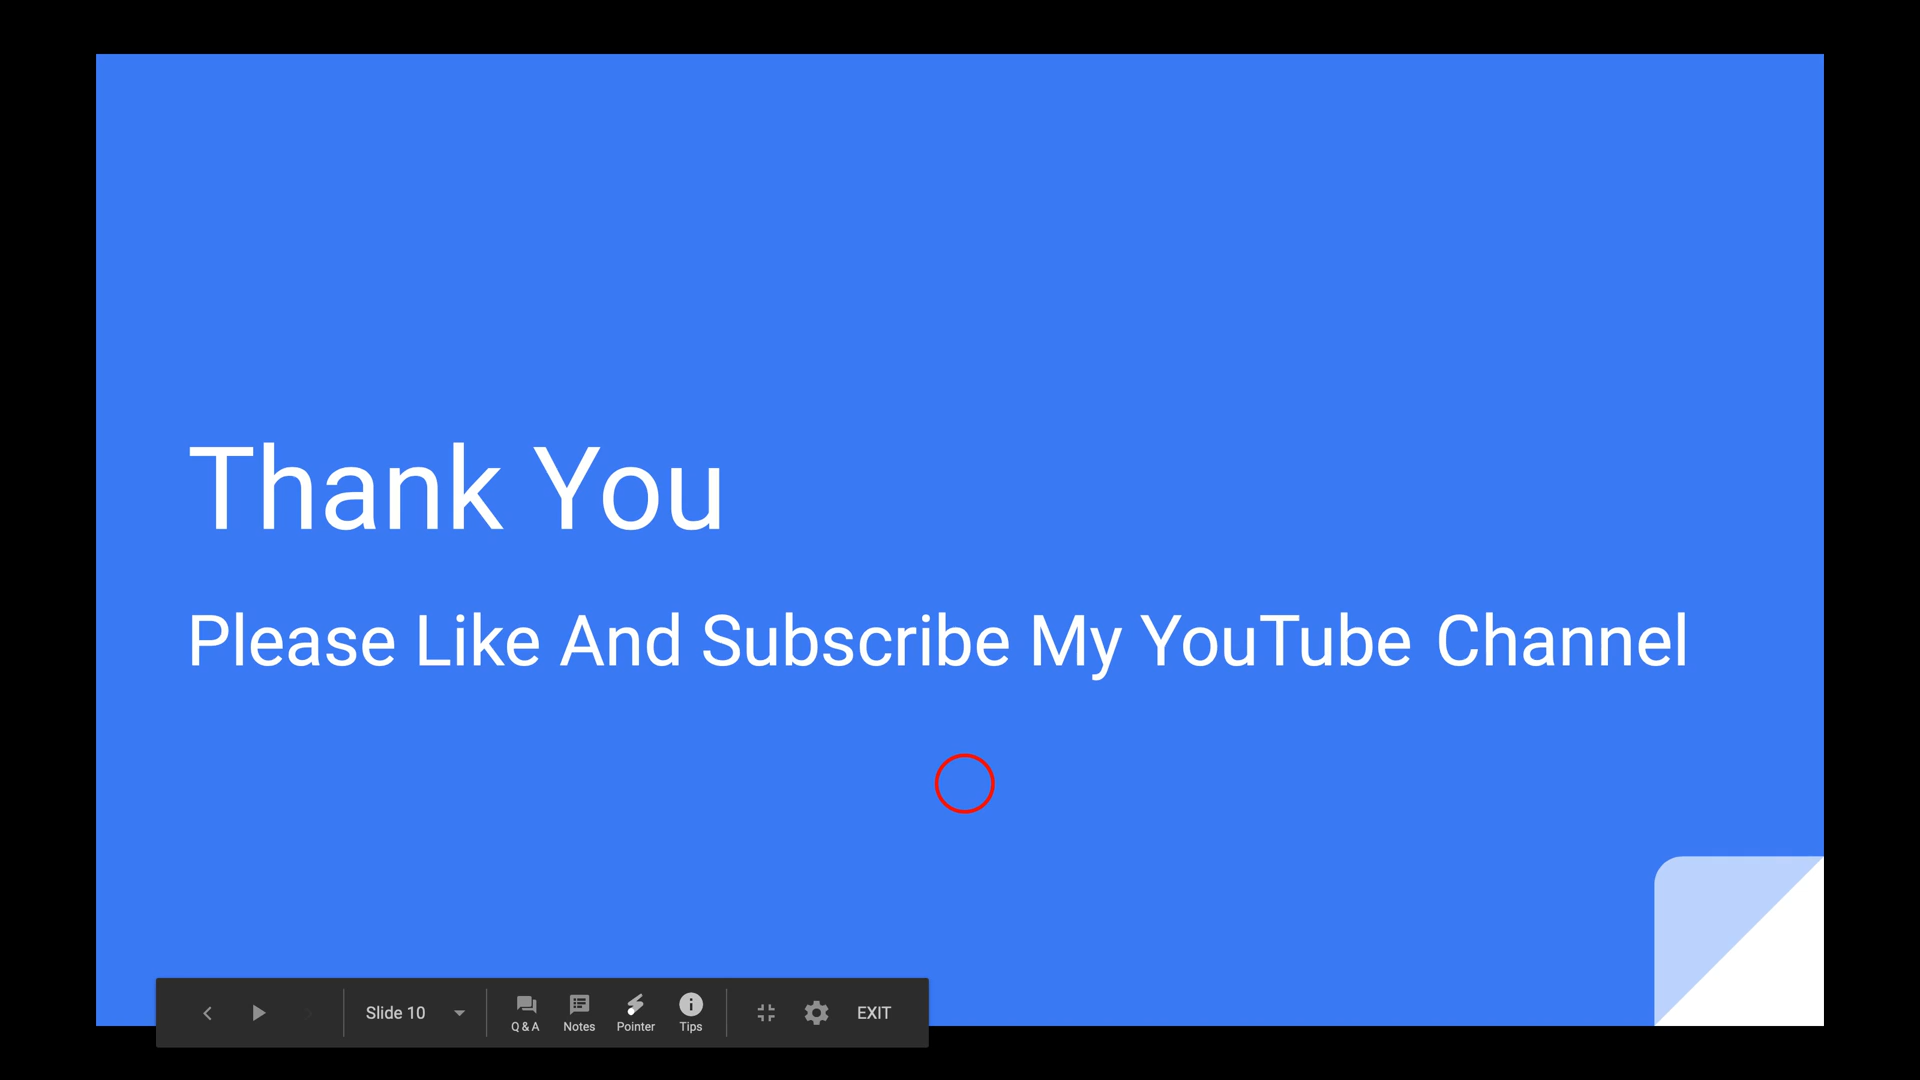 Thank You
Please Like And Subscribe My YouTube Channel
Slide 10
Q & A
Notes
Pointer
Tips
EXIT